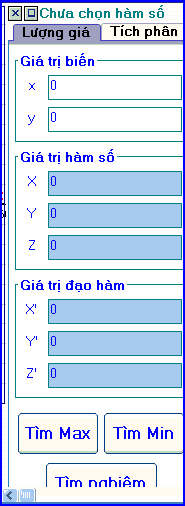 Chưa chọn hàm số
Lượng giá Tích phân
Giá trị biến
x 0
y 0
Giá trị hàm số
X 0
Y 0
Z 0
Giá trị đạo hàm
X' 0
Y' 0
Z' 0
Tìm Max Tìm Min
Tìm nghiệm